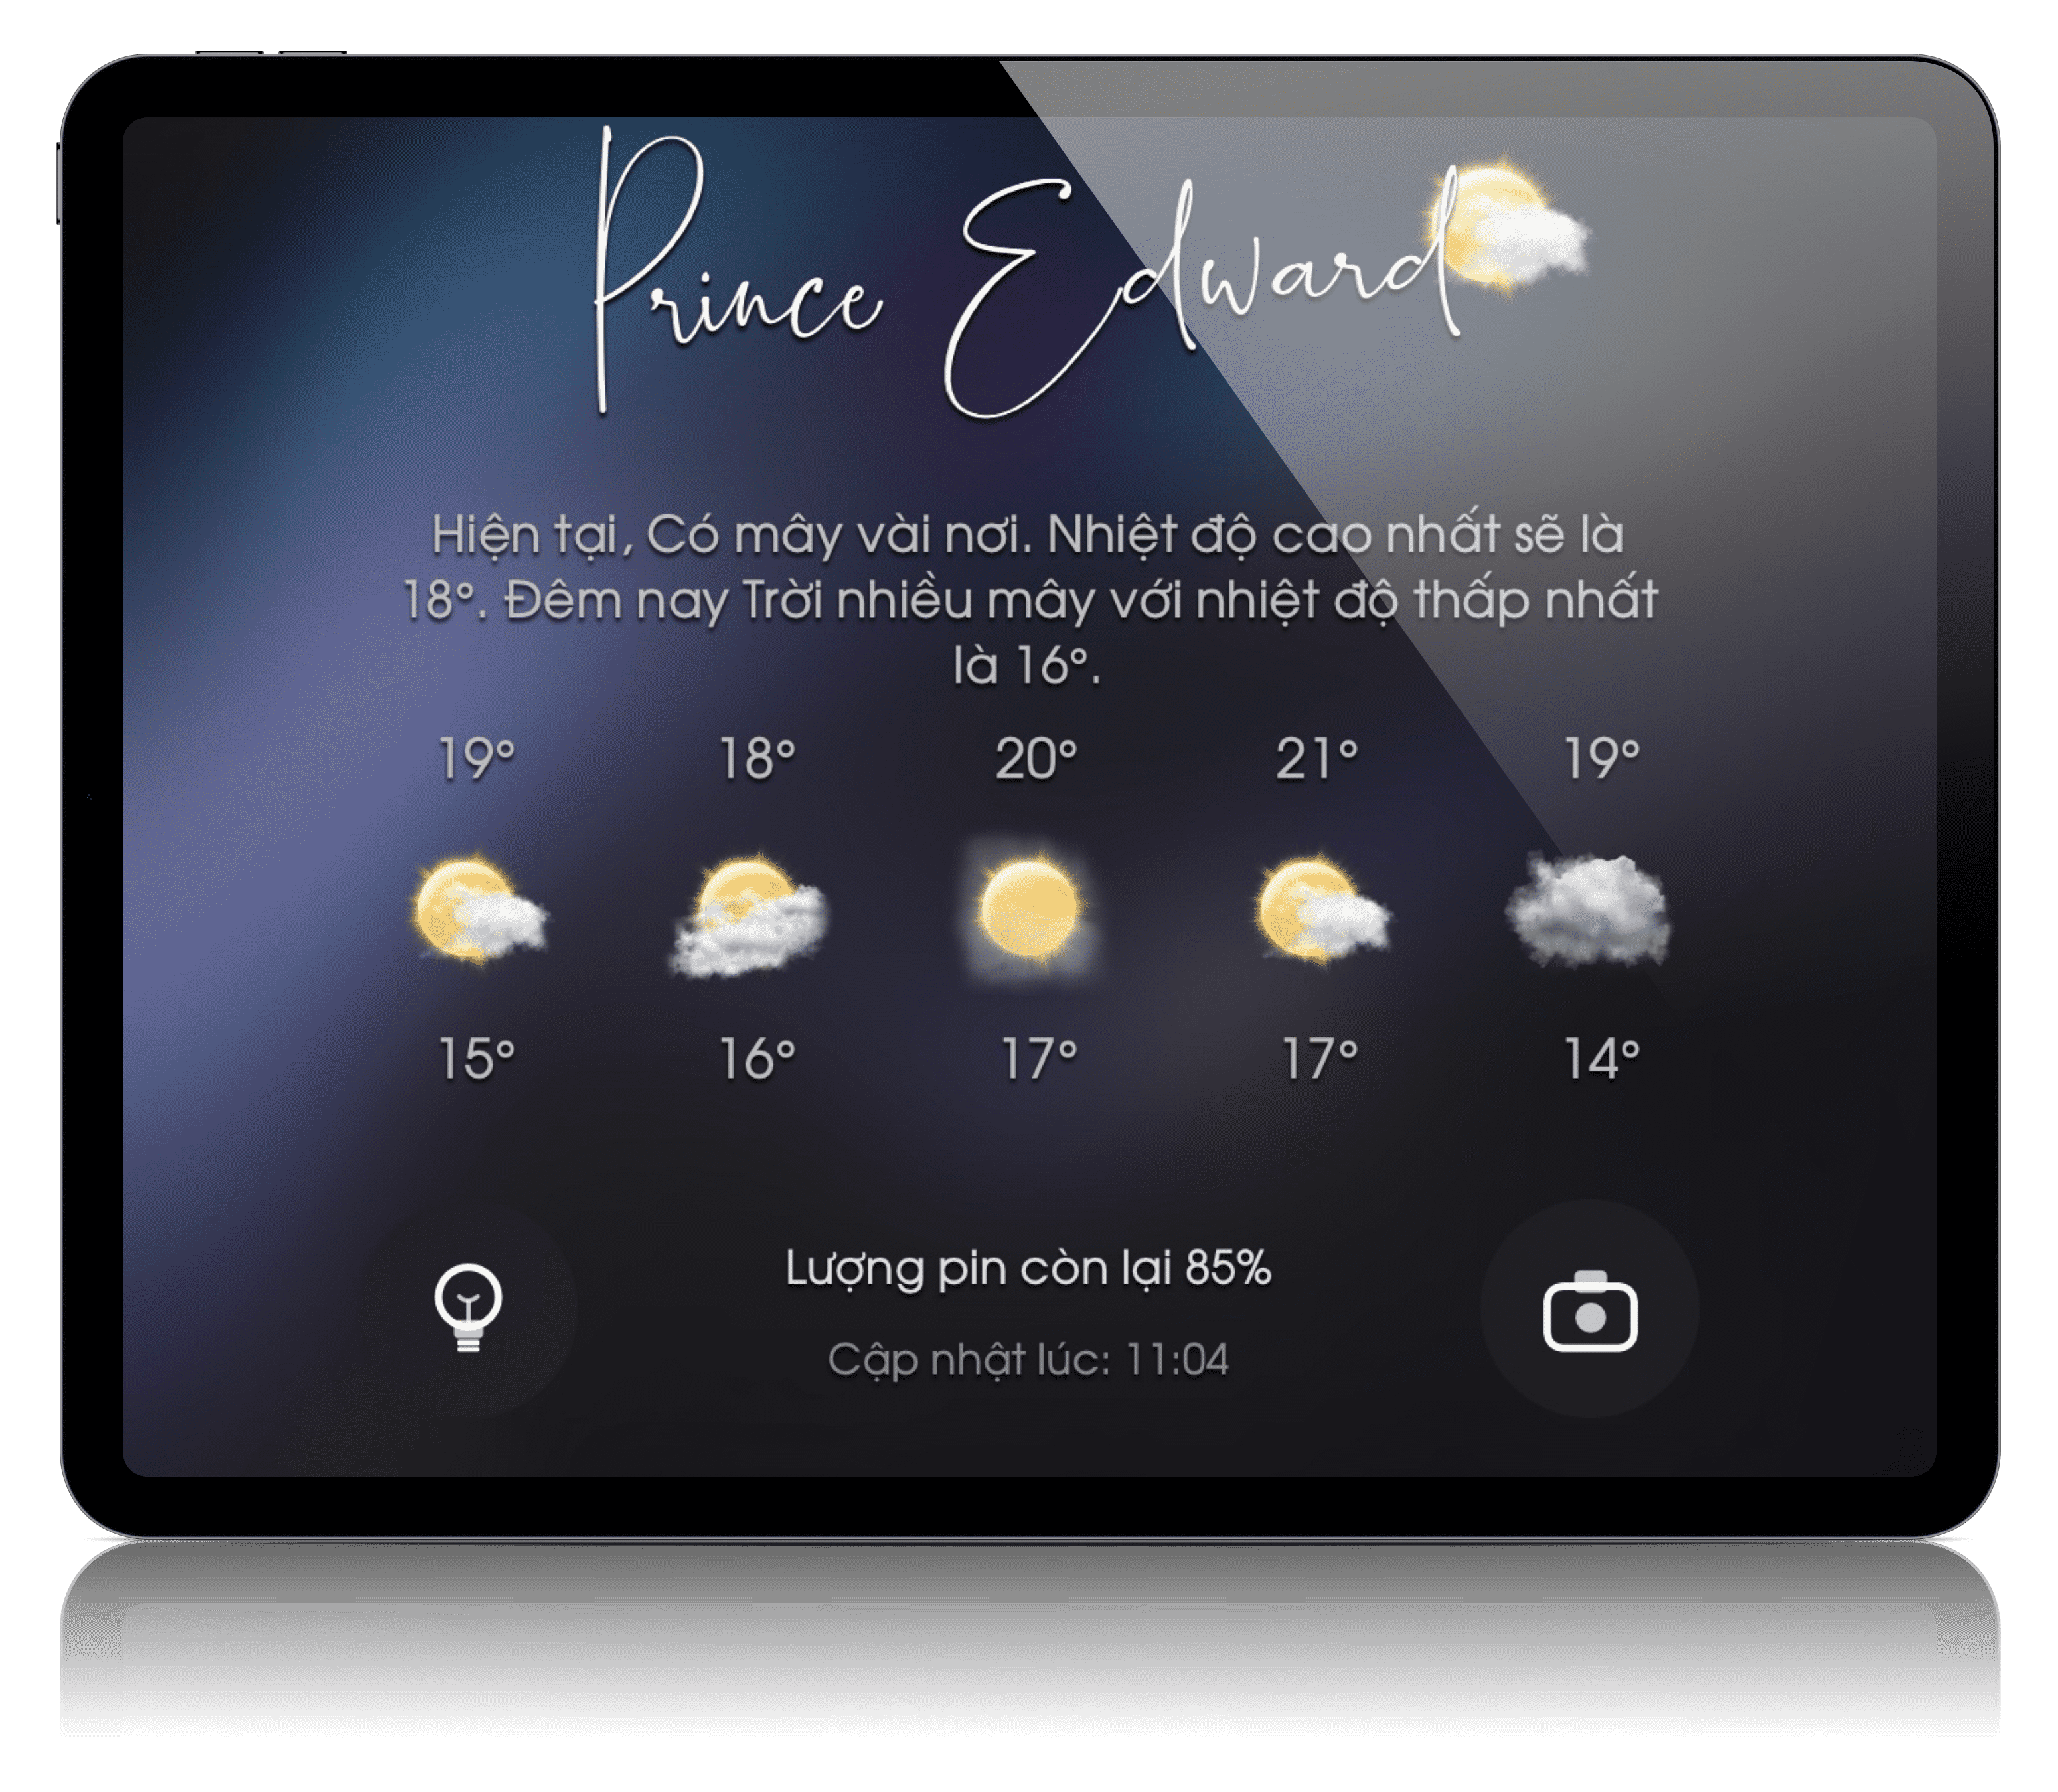 Prince Edward
Hiện tại, Có mây vài nơi. Nhiệt độ cao nhất sẽ là
18°. Đêm nay Trời nhiều mây với nhiệt độ thấp nhất
là 16°.
19° 18° 20° 21° 19°
15° 16° 17° 17° 14°
Lượng pin còn lại 85%
Cập nhật lúc: 11:04